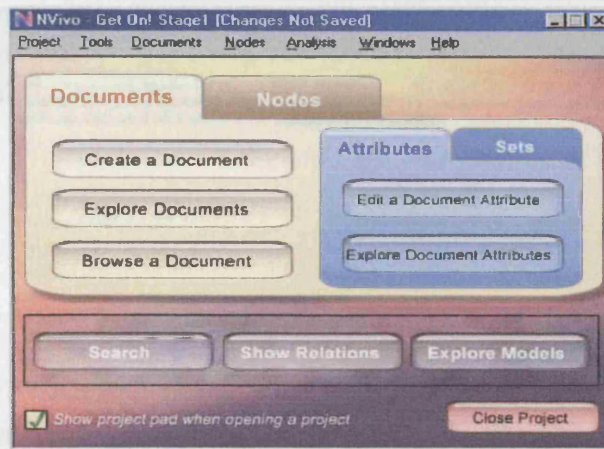 NVivo - Get On! Stage1 [Changes Not Saved]
Project Tools Documents Nodes Analysis Windows Help
Documents Nodes
Attributes Sets
Create a Document
Explore Documents
Browse a Document
Edit a Document Attribute
Explore Document Attributes
Search Show Relations Explore Models
Show project pad when opening a project
Close Project